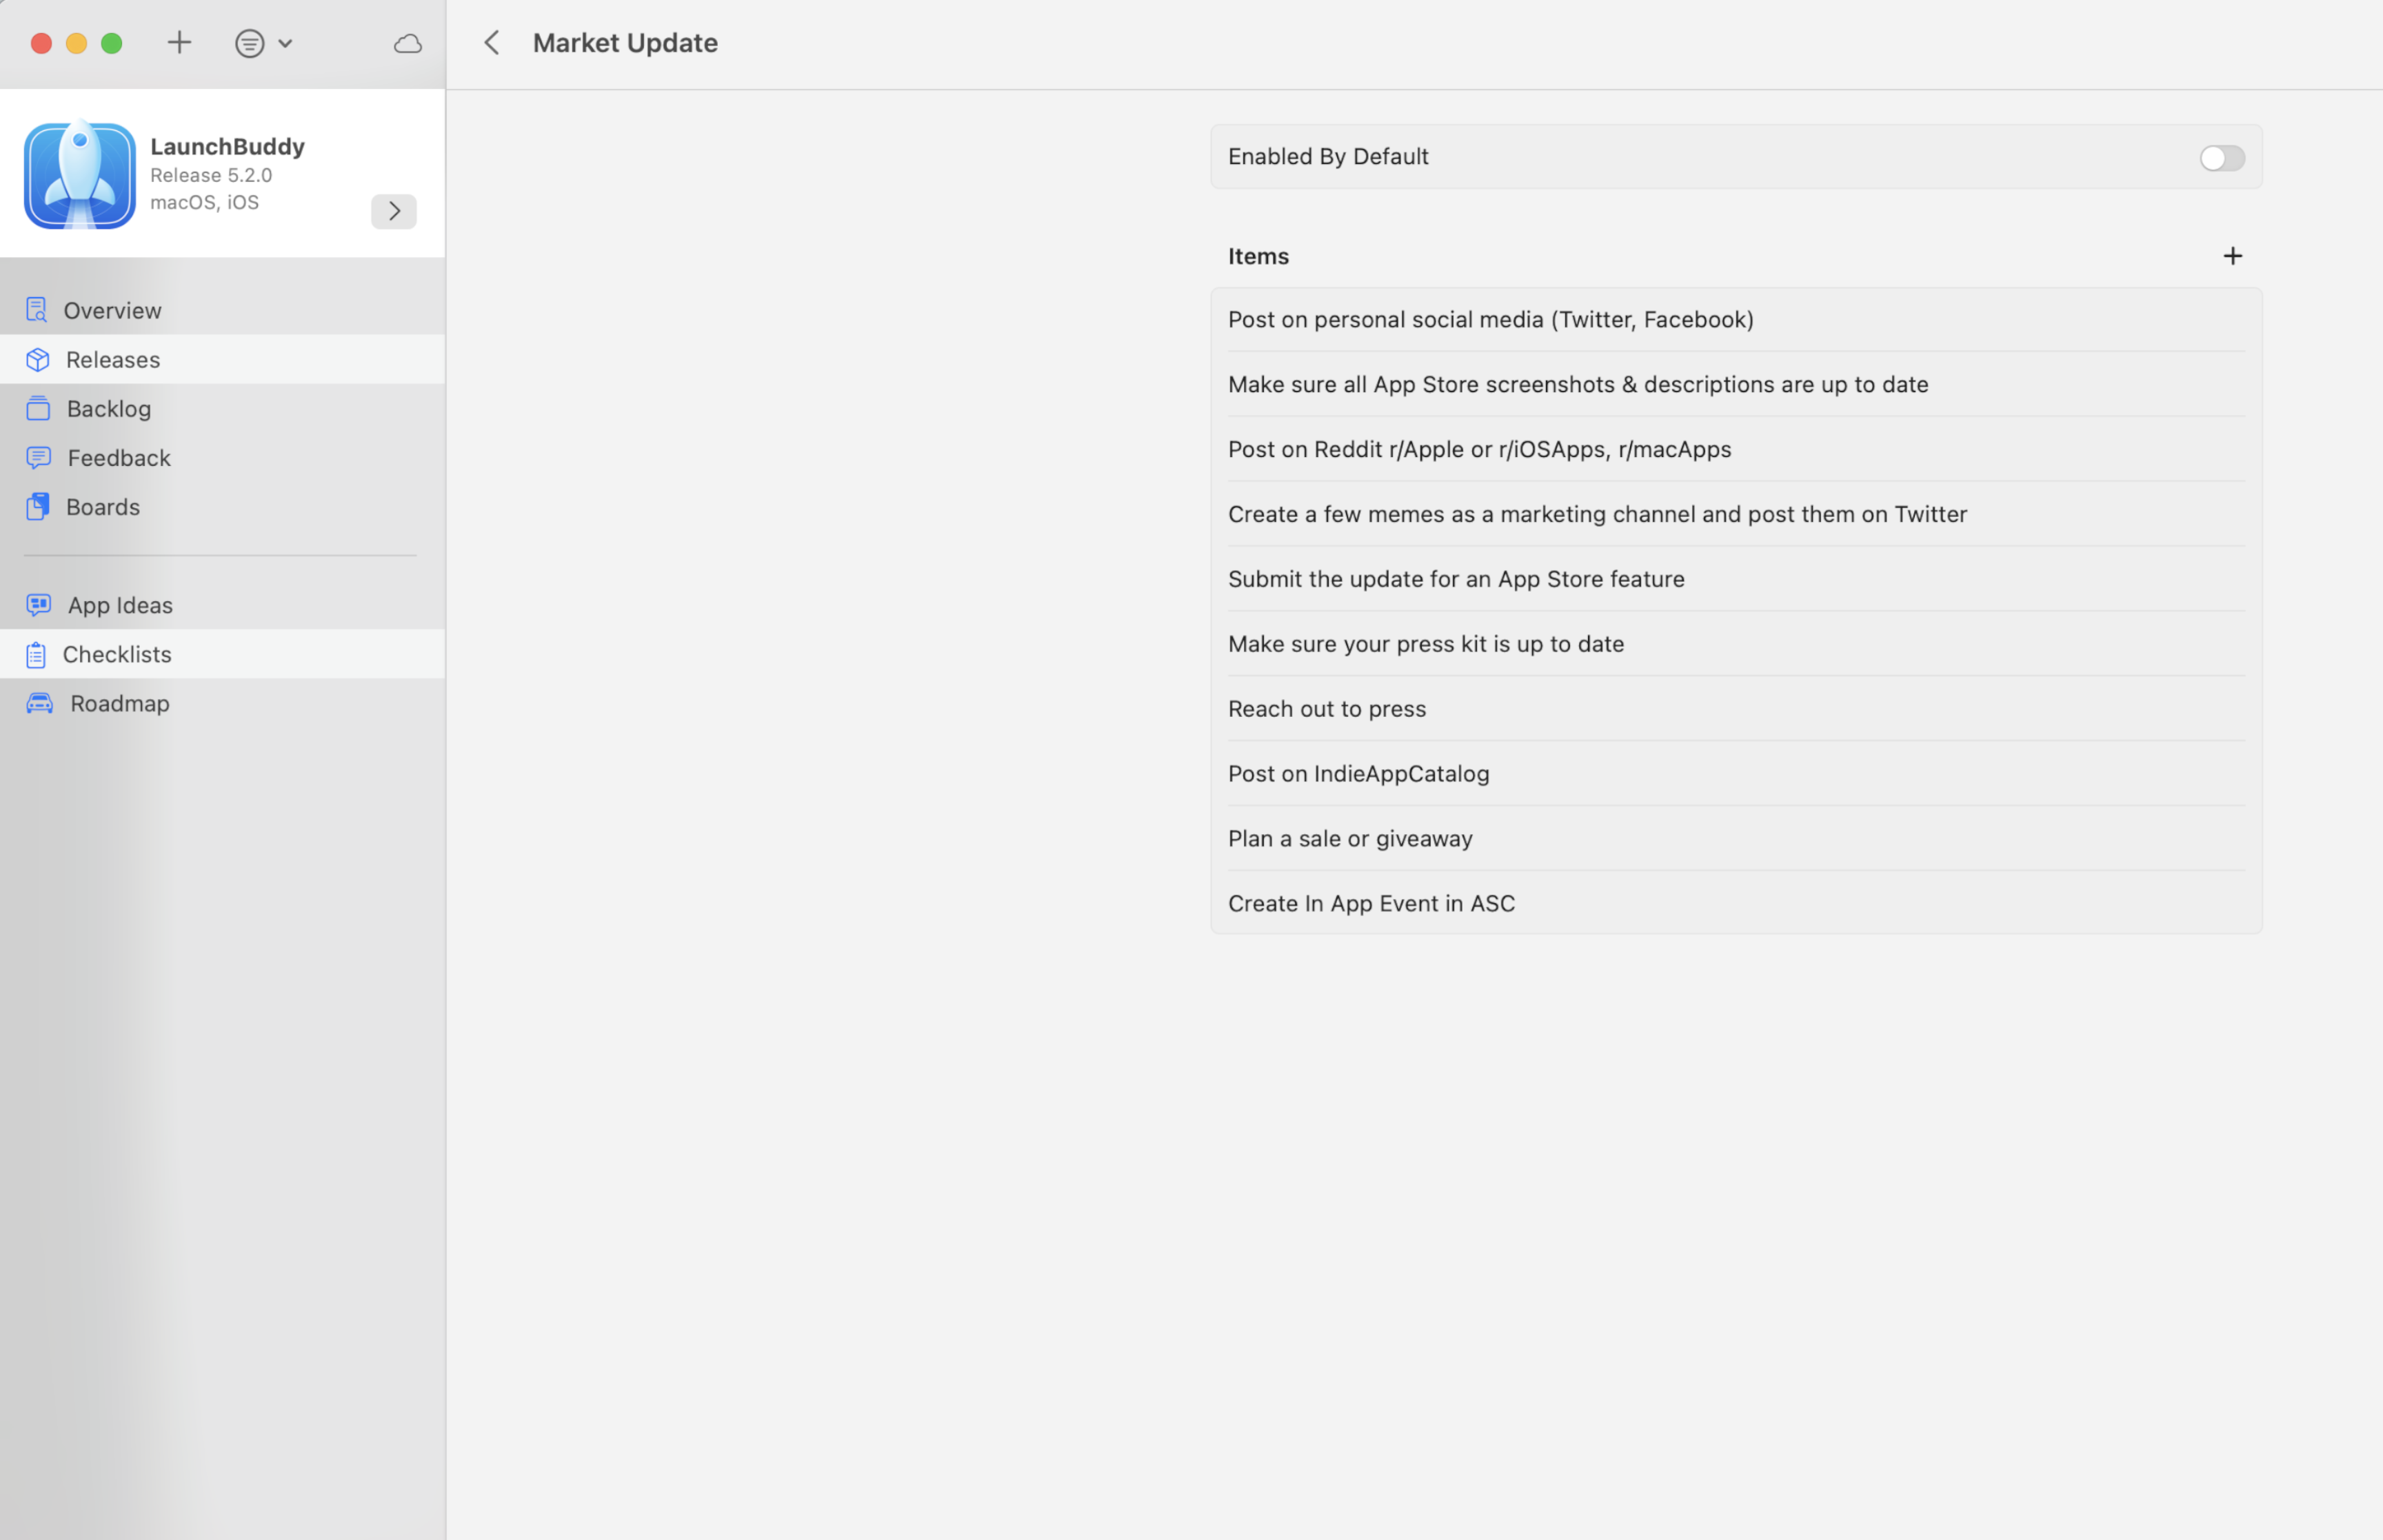 Market Update
LaunchBuddy
Release 5.2.0
macOS, iOS
Overview
Releases
Backlog
Feedback
Boards
App Ideas
Checklists
Roadmap
Enabled By Default
Items
Post on personal social media (Twitter, Facebook)
Make sure all App Store screenshots & descriptions are up to date
Post on Reddit r/Apple or r/iOSApps, r/macApps
Create a few memes as a marketing channel and post them on Twitter
Submit the update for an App Store feature
Make sure your press kit is up to date
Reach out to press
Post on IndieAppCatalog
Plan a sale or giveaway
Create In App Event in ASC